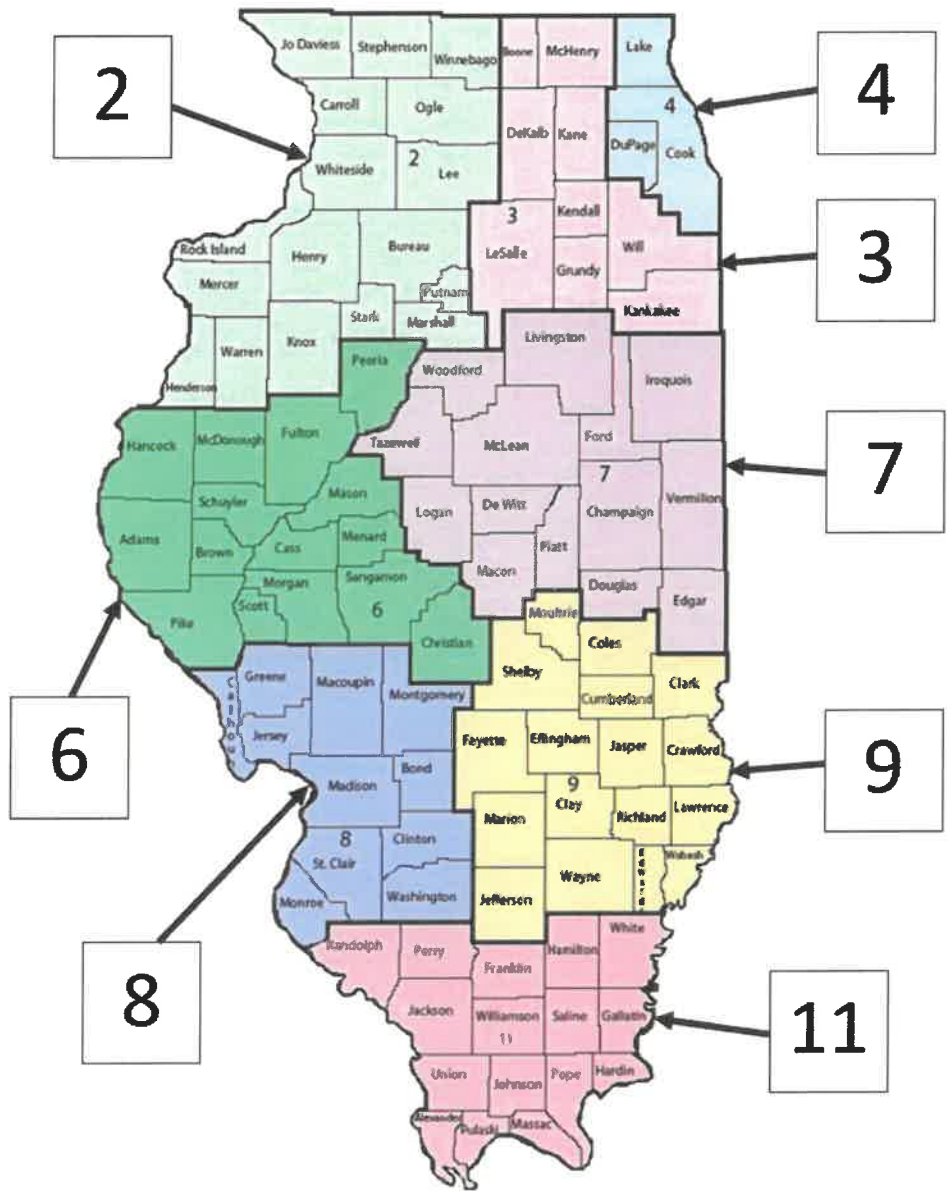 Jo Daviess
Stephenson
Winnebago
Boone
McHenry
Lake
2
4
Carroll
Ogle
4
DeKalb
Kane
DuPage
Cook
Whiteside
2
Lee
3
Kendall
Will
Rock Island
Henry
Bureau
LeSalle
Grundy
3
Mercer
Putnam
Kankakee
Stark
Marshall
Henderson
Warren
Knox
Peoria
Woodford
Livingston
Iroquois
Hancock
McDonough
Fulton
Tazewell
McLean
Ford
7
7
Mason
Schuyler
Logan
De Witt
Champaign
Vermilion
Adams
Brown
Cass
Menard
Piatt
Macon
Morgan
Sangamon
Scott
6
Douglas
Edgar
Pike
Christian
Moultrie
Coles
6
Shelby
Clark
Calhoun
Greene
Macoupin
Montgomery
Cumberland
Jersey
Fayette
Effingham
Jasper
Crawford
9
Madison
Bond
9
Clay
Marion
Richland
Lawrence
8
Clinton
St. Clair
Edwards
Wabash
Wayne
Monroe
Washington
Jefferson
8
Randolph
Perry
Franklin
Hamilton
White
Jackson
Williamson
11
Saline
Gallatin
11
Union
Johnson
Pope
Hardin
Alexander
Pulaski
Massac